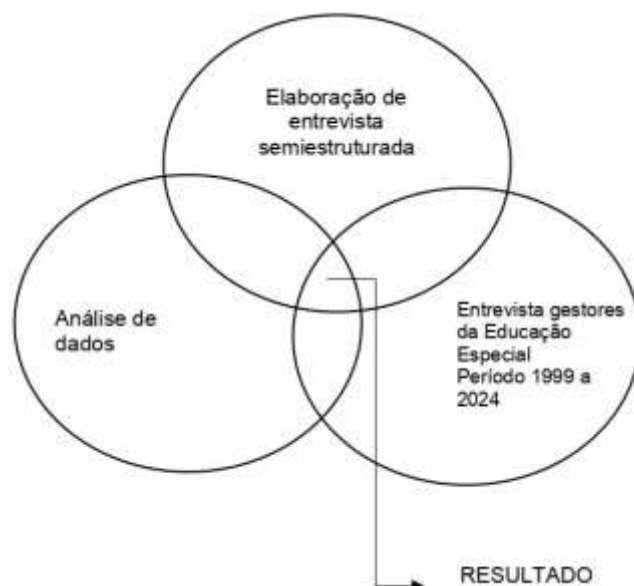 Elaboração de
entrevista
semiestruturada
Análise de
dados
Entrevista gestores
da Educação
Especial
Período 1999 a
2024
RESULTADO